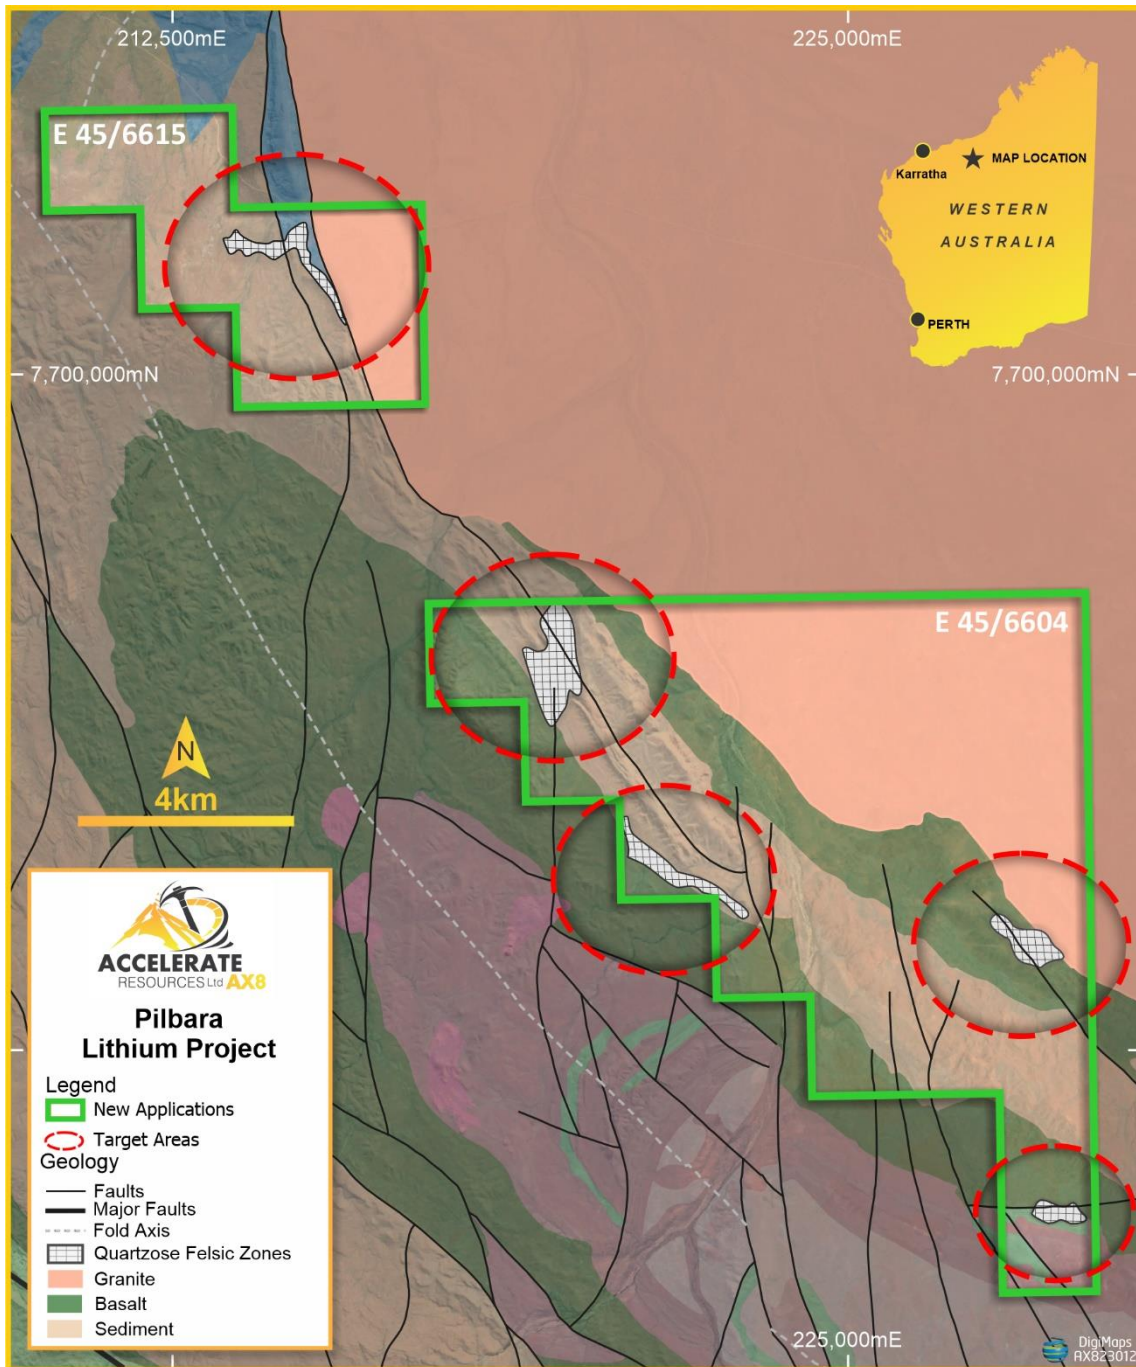 212,500mE
225,000mE
E 45/6615
Karratha
MAP LOCATION
WESTERN
AUSTRALIA
PERTH
7,700,000mN
7,700,000mN
E 45/6604
N
4km
ACCELERATE
RESOURCES Ltd AX8
Pilbara
Lithium Project
Legend
New Applications
Target Areas
Geology
Faults
Major Faults
Fold Axis
Quartzose Felsic Zones
Granite
Basalt
Sediment
225,000mE
DigiMaps